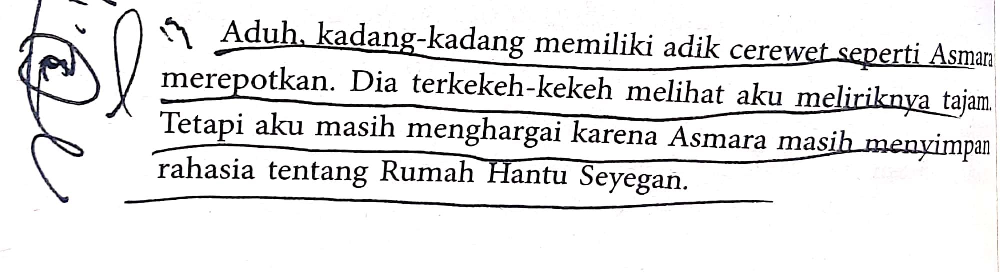 Aduh, kadang-kadang memiliki adik cerewet seperti Asmara
merepotkan. Dia terkekeh-kekeh melihat aku meliriknya tajam.
Tetapi aku masih menghargai karena Asmara masih menyimpan
rahasia tentang Rumah Hantu Seyegan.